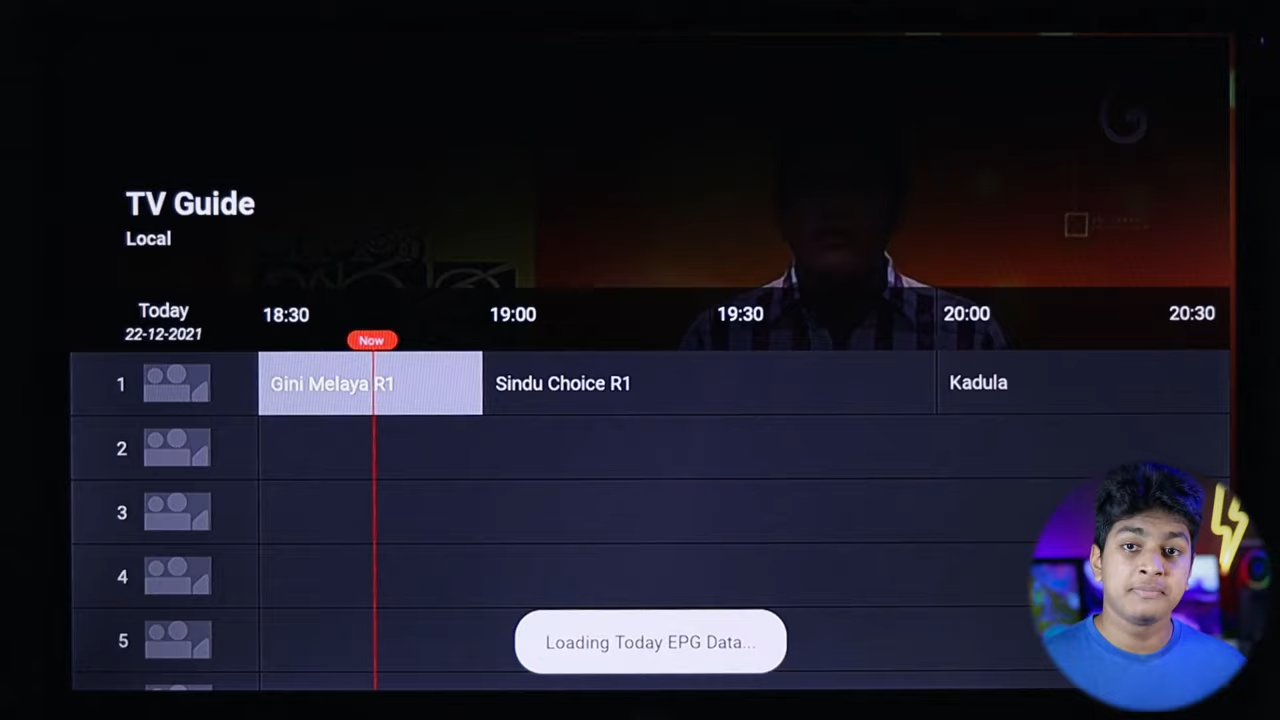 TV Guide
Local
Today
22-12-2021
18:30
19:00
19:30
20:00
20:30
Now
1
Gini Melaya R1
Sindu Choice R1
Kadula
2
3
4
5
Loading Today EPG Data...